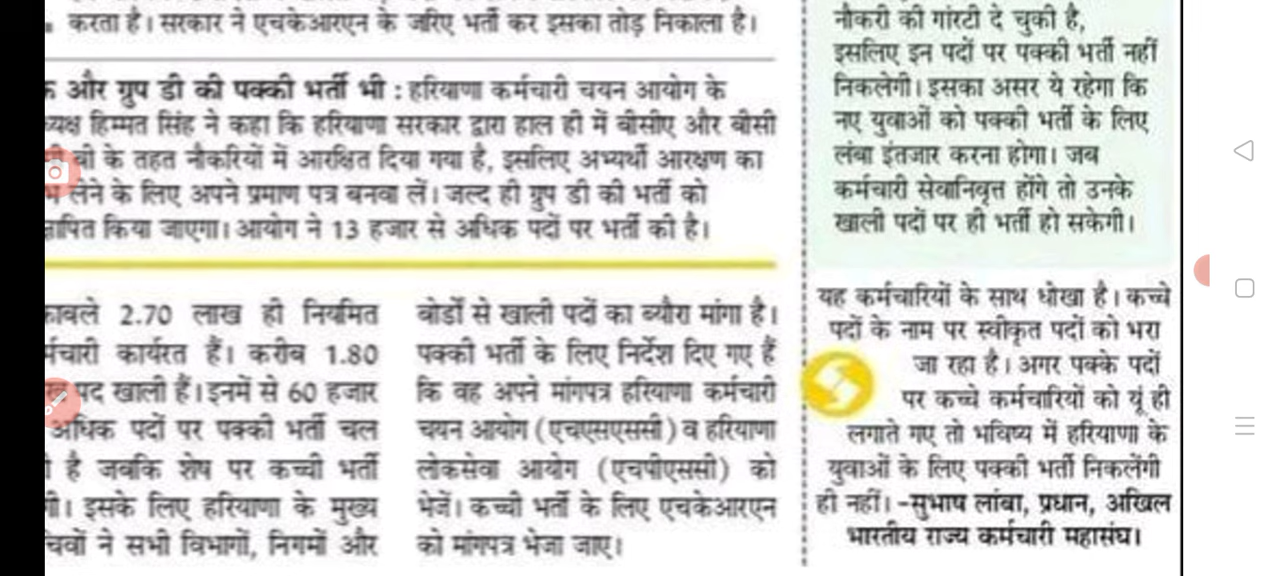 करता है। सरकार ने एचकेआरएन के जरिए भर्ती कर इसका तोड़ निकाला है।
और ग्रुप डी की पक्की भर्ती भी : हरियाणा कर्मचारी चयन आयोग के
हिम्मत सिंह ने कहा कि हरियाणा सरकार द्वारा हाल ही में बीसीए और बीसी
बी के तहत नौकरियों में आरक्षित दिया गया है, इसलिए अभ्यर्थी आरक्षण का
लेने के लिए अपने प्रमाण पत्र बनवा लें। जल्द ही ग्रुप डी की भर्ती को
किया जाएगा। आयोग ने 13 हजार से अधिक पदों पर भर्ती की है।
2.70 लाख ही नियमित
कार्यरत हैं। करीब 1.80
पद खाली हैं। इनमें से 60 हजार
अधिक पदों पर पक्की भर्ती चल
है जबकि शेष पर कच्ची भर्ती
इसके लिए हरियाणा के मुख्य
ने सभी विभागों, निगमों और
बोर्डों से खाली पदों का ब्यौरा मांगा है।
पक्की भर्ती के लिए निर्देश दिए गए हैं
कि वह अपने मांगपत्र हरियाणा कर्मचारी
चयन आयोग (एचएसएससी) व हरियाणा
लोकसेवा आयोग (एचपीएससी) को
भेजें। कच्ची भर्ती के लिए एचकेआरएन
को मांगपत्र भेजा जाए।
नौकरी की गांरटी दे चुकी है,
इसलिए इन पदों पर पक्की भर्ती नहीं
निकलेगी। इसका असर ये रहेगा कि
नए युवाओं को पक्की भर्ती के लिए
लंबा इंतजार करना होगा। जब
कर्मचारी सेवानिवृत्त होंगे तो उनके
खाली पदों पर ही भर्ती हो सकेगी।
यह कर्मचारियों के साथ धोखा है। कच्चे
पदों के नाम पर स्वीकृत पदों को भरा
जा रहा है। अगर पक्के पदों
पर कच्चे कर्मचारियों को यूं ही
लगाते गए तो भविष्य में हरियाणा के
युवाओं के लिए पक्की भर्ती निकलेंगी
ही नहीं। -सुभाष लांबा, प्रधान, अखिल
भारतीय राज्य कर्मचारी महासंघ।